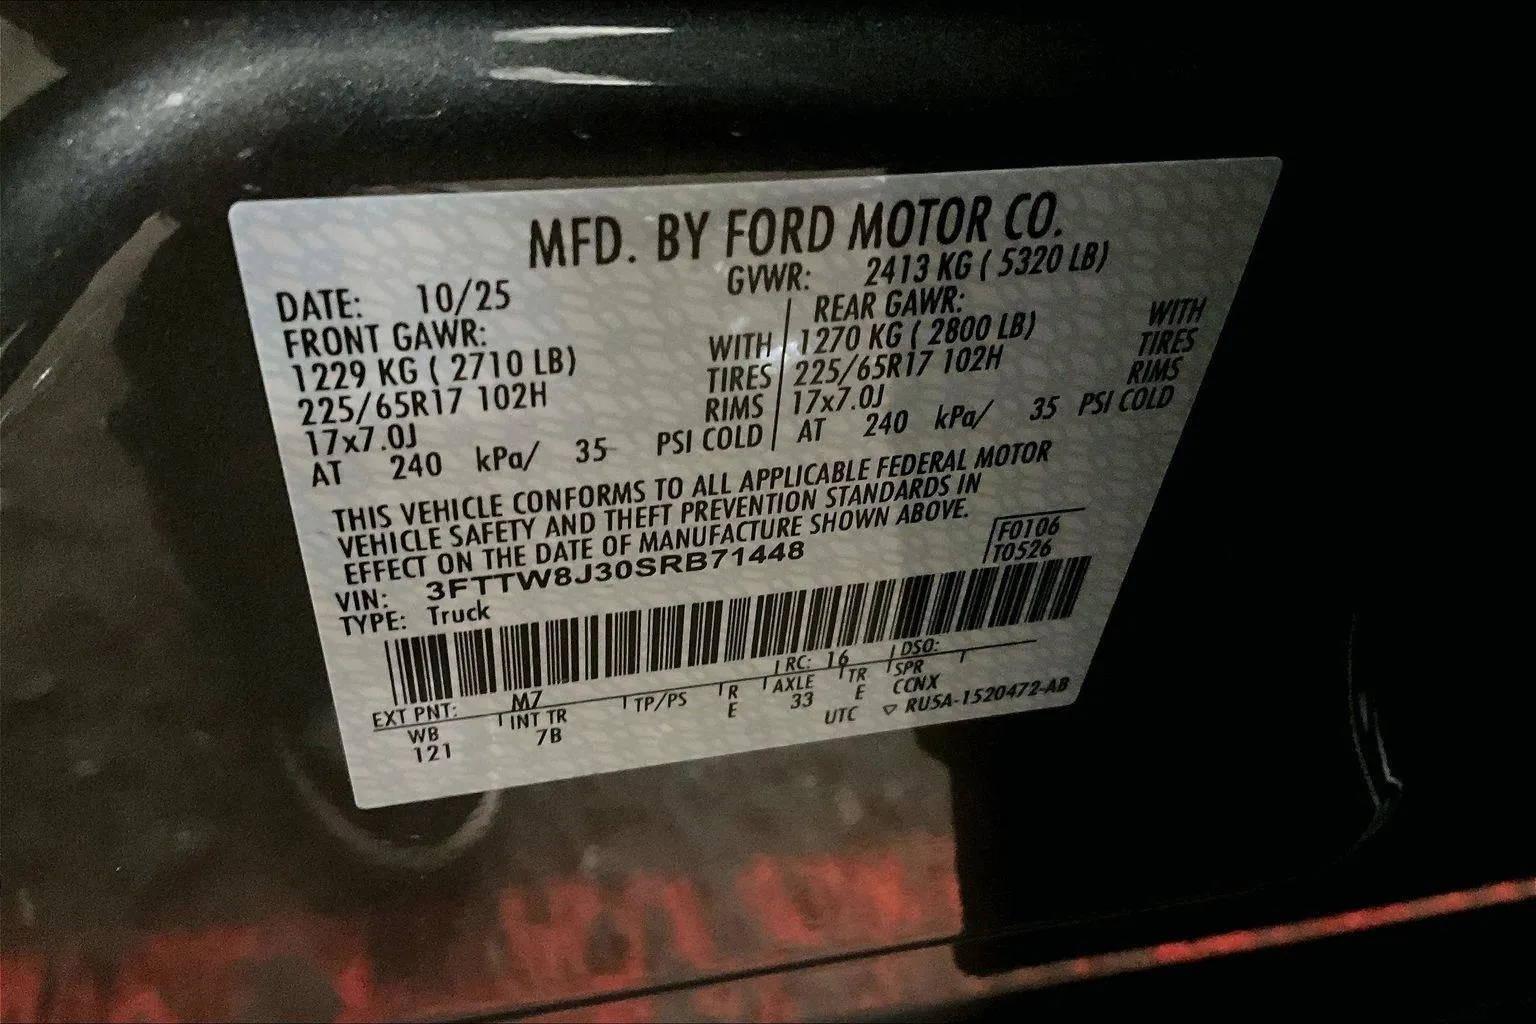 MFD. BY FORD MOTOR CO.
DATE: 10/25 GVWR: 2413 KG ( 5320 LB)
FRONT GAWR: REAR GAWR:
1229 KG ( 2710 LB) WITH 1270 KG ( 2800 LB) WITH
225/65R17 102H TIRES 225/65R17 102H TIRES
17x7.0J RIMS 17x7.0J RIMS
AT 240 kPa/ 35 PSI COLD AT 240 kPa/ 35 PSI COLD
THIS VEHICLE CONFORMS TO ALL APPLICABLE FEDERAL MOTOR
VEHICLE SAFETY AND THEFT PREVENTION STANDARDS IN
EFFECT ON THE DATE OF MANUFACTURE SHOWN ABOVE.
VIN: 3FTTW8J30SRB71448 F0106
TYPE: Truck T0526
EXT PNT: M7 RC: 16 DSO:
WB INT TR TP/PS R AXLE TR SPR
121 7B E 33 E CCNX
UTC ▽ RU5A-1520472-AB